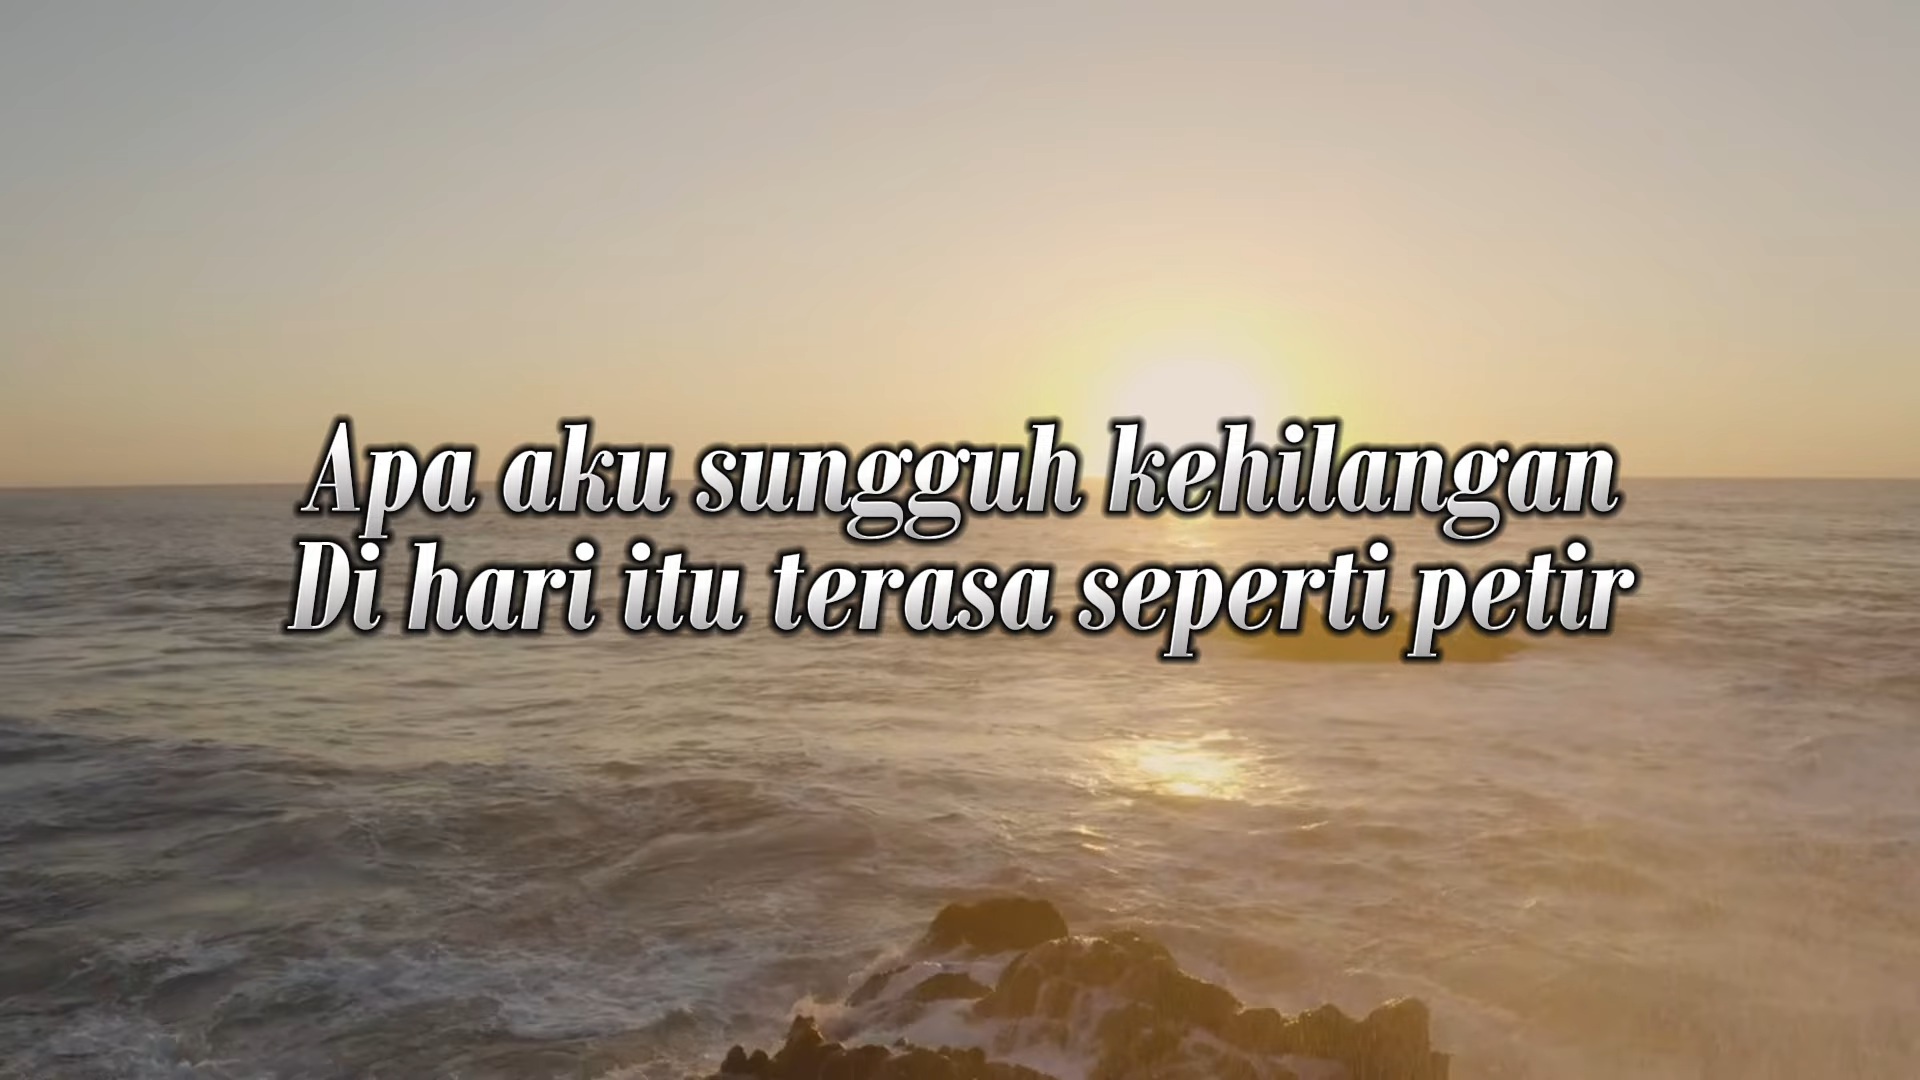 Apa aku sungguh kehilangan
Di hari itu terasa seperti petir